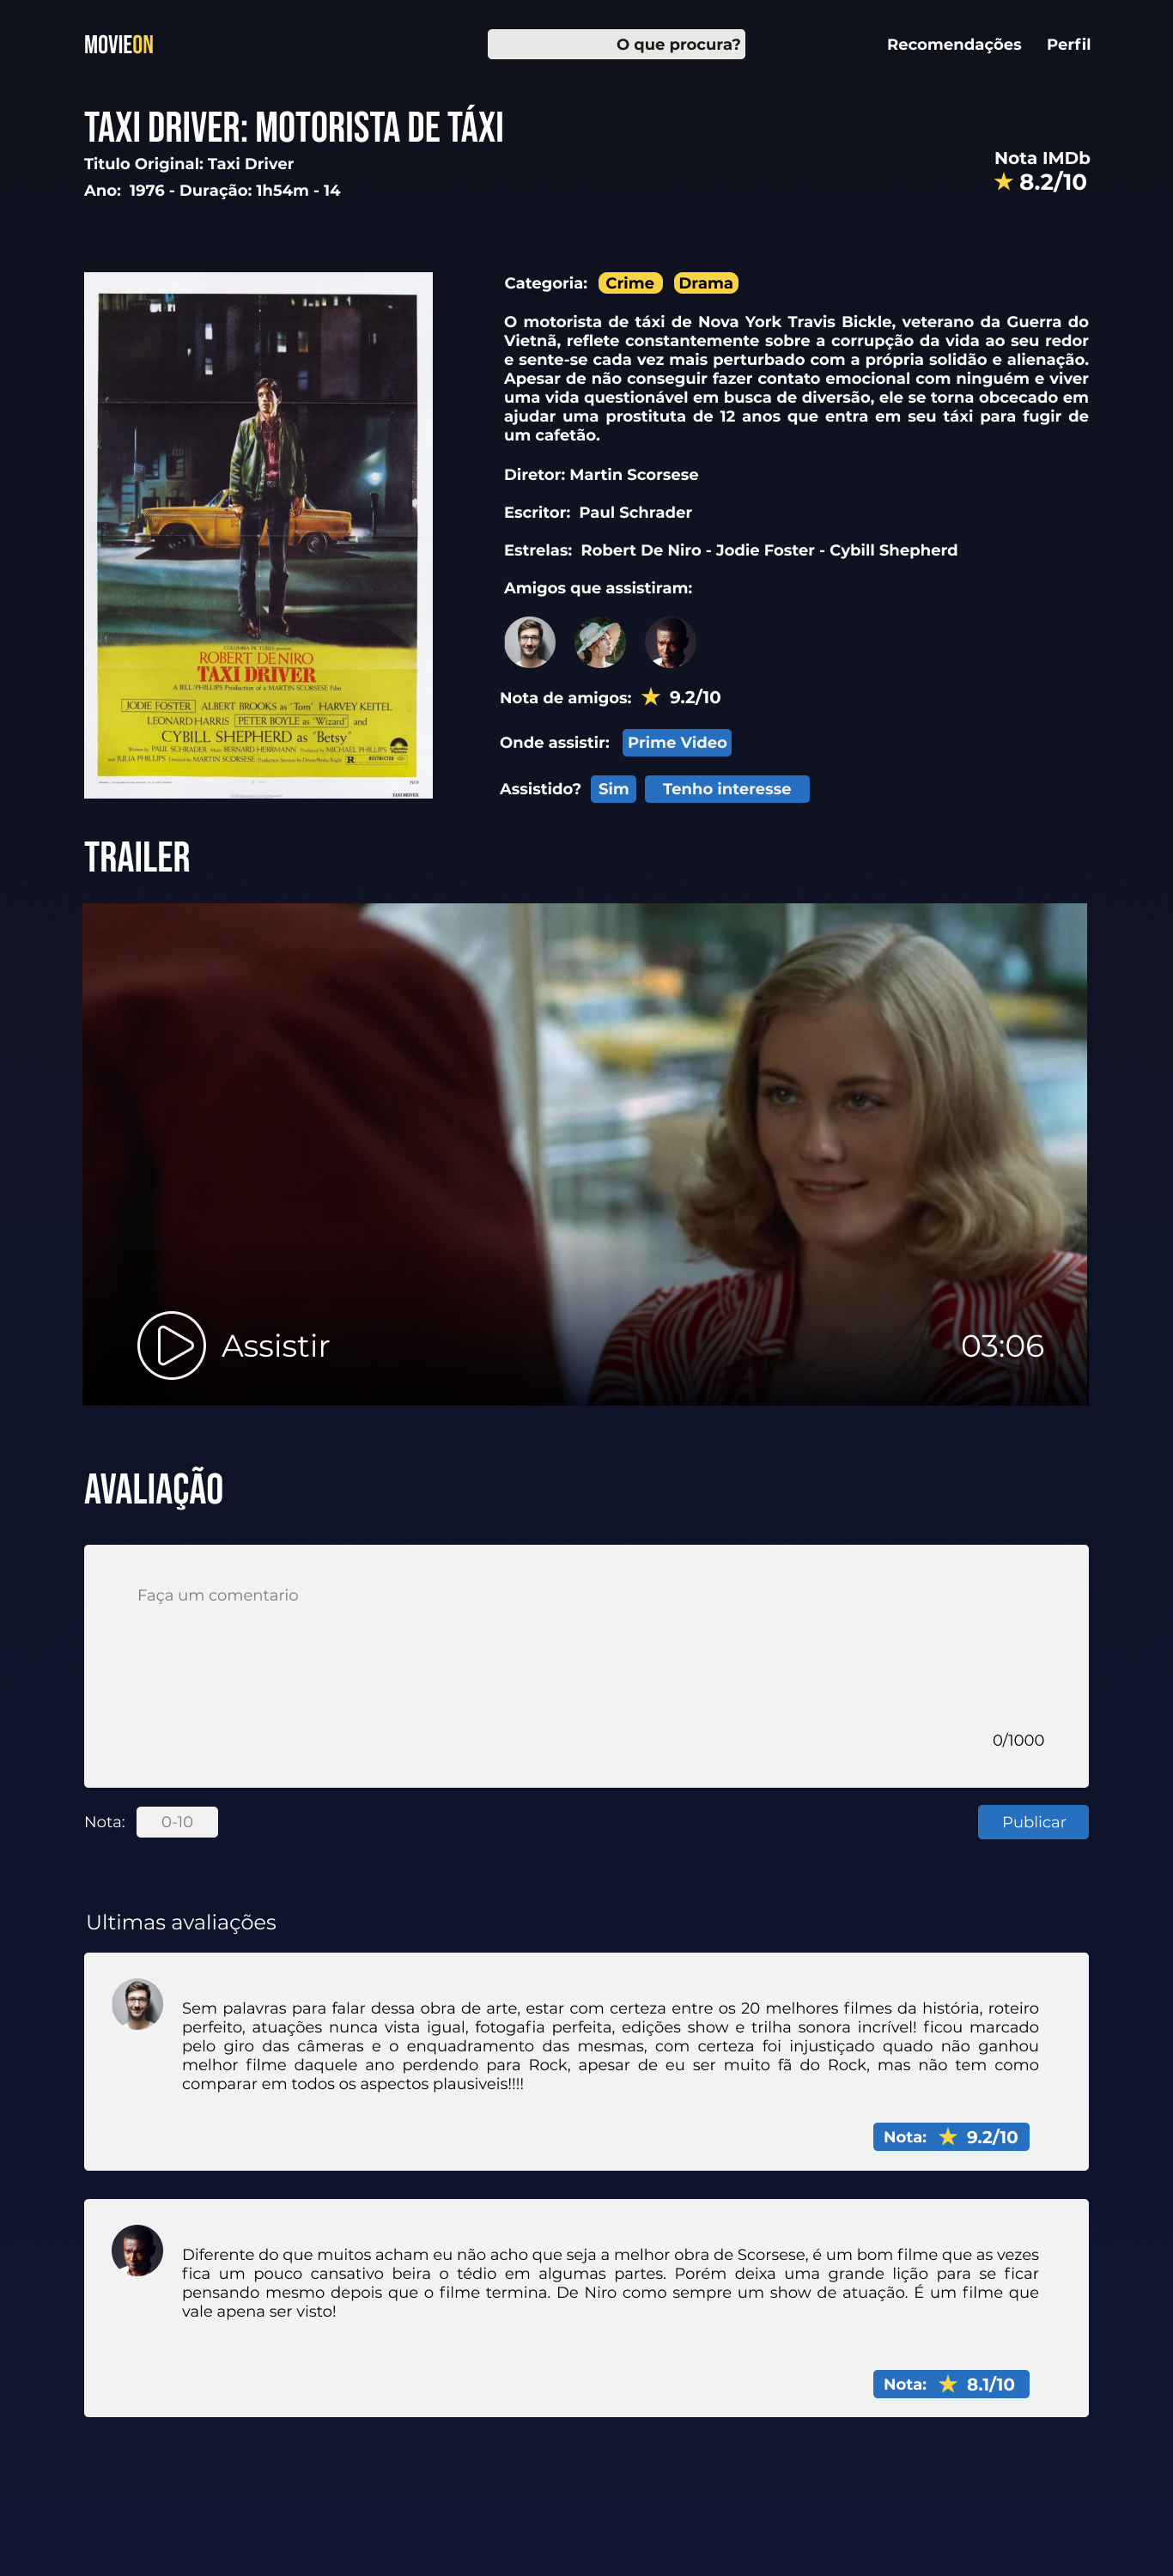 MOVIEON
O que procura?
Recomendações
Perfil
TAXI DRIVER: MOTORISTA DE TÁXI
Titulo Original: Taxi Driver
Ano: 1976 - Duração: 1h54m - 14
Nota IMDb
8.2/10
COLUMBIA PICTURES presents
ROBERT DE NIRO
TAXI DRIVER
A BILL/PHILLIPS Production of a MARTIN SCORSESE Film
JODIE FOSTER ALBERT BROOKS as "Tom" HARVEY KEITEL
LEONARD HARRIS PETER BOYLE as "Wizard" and
CYBILL SHEPHERD as "Betsy"
Written by PAUL SCHRADER Music BERNARD HERRMANN Produced by MICHAEL PHILLIPS
and JULIA PHILLIPS Directed by MARTIN SCORSESE Production Services by Devon/Persky-Bright
R RESTRICTED
TAXI DRIVER
Categoria: Crime Drama
O motorista de táxi de Nova York Travis Bickle, veterano da Guerra do
Vietnã, reflete constantemente sobre a corrupção da vida ao seu redor
e sente-se cada vez mais perturbado com a própria solidão e alienação.
Apesar de não conseguir fazer contato emocional com ninguém e viver
uma vida questionável em busca de diversão, ele se torna obcecado em
ajudar uma prostituta de 12 anos que entra em seu táxi para fugir de
um cafetão.
Diretor: Martin Scorsese
Escritor: Paul Schrader
Estrelas: Robert De Niro - Jodie Foster - Cybill Shepherd
Amigos que assistiram:
Nota de amigos: 9.2/10
Onde assistir: Prime Video
Assistido? Sim Tenho interesse
TRAILER
Assistir
03:06
AVALIAÇÃO
Faça um comentario
0/1000
Nota: 0-10
Publicar
Ultimas avaliações
Sem palavras para falar dessa obra de arte, estar com certeza entre os 20 melhores filmes da história, roteiro
perfeito, atuações nunca vista igual, fotogafia perfeita, edições show e trilha sonora incrível! ficou marcado
pelo giro das câmeras e o enquadramento das mesmas, com certeza foi injustiçado quado não ganhou
melhor filme daquele ano perdendo para Rock, apesar de eu ser muito fã do Rock, mas não tem como
comparar em todos os aspectos plausiveis!!!!
Nota: 9.2/10
Diferente do que muitos acham eu não acho que seja a melhor obra de Scorsese, é um bom filme que as vezes
fica um pouco cansativo beira o tédio em algumas partes. Porém deixa uma grande lição para se ficar
pensando mesmo depois que o filme termina. De Niro como sempre um show de atuação. É um filme que
vale apena ser visto!
Nota: 8.1/10